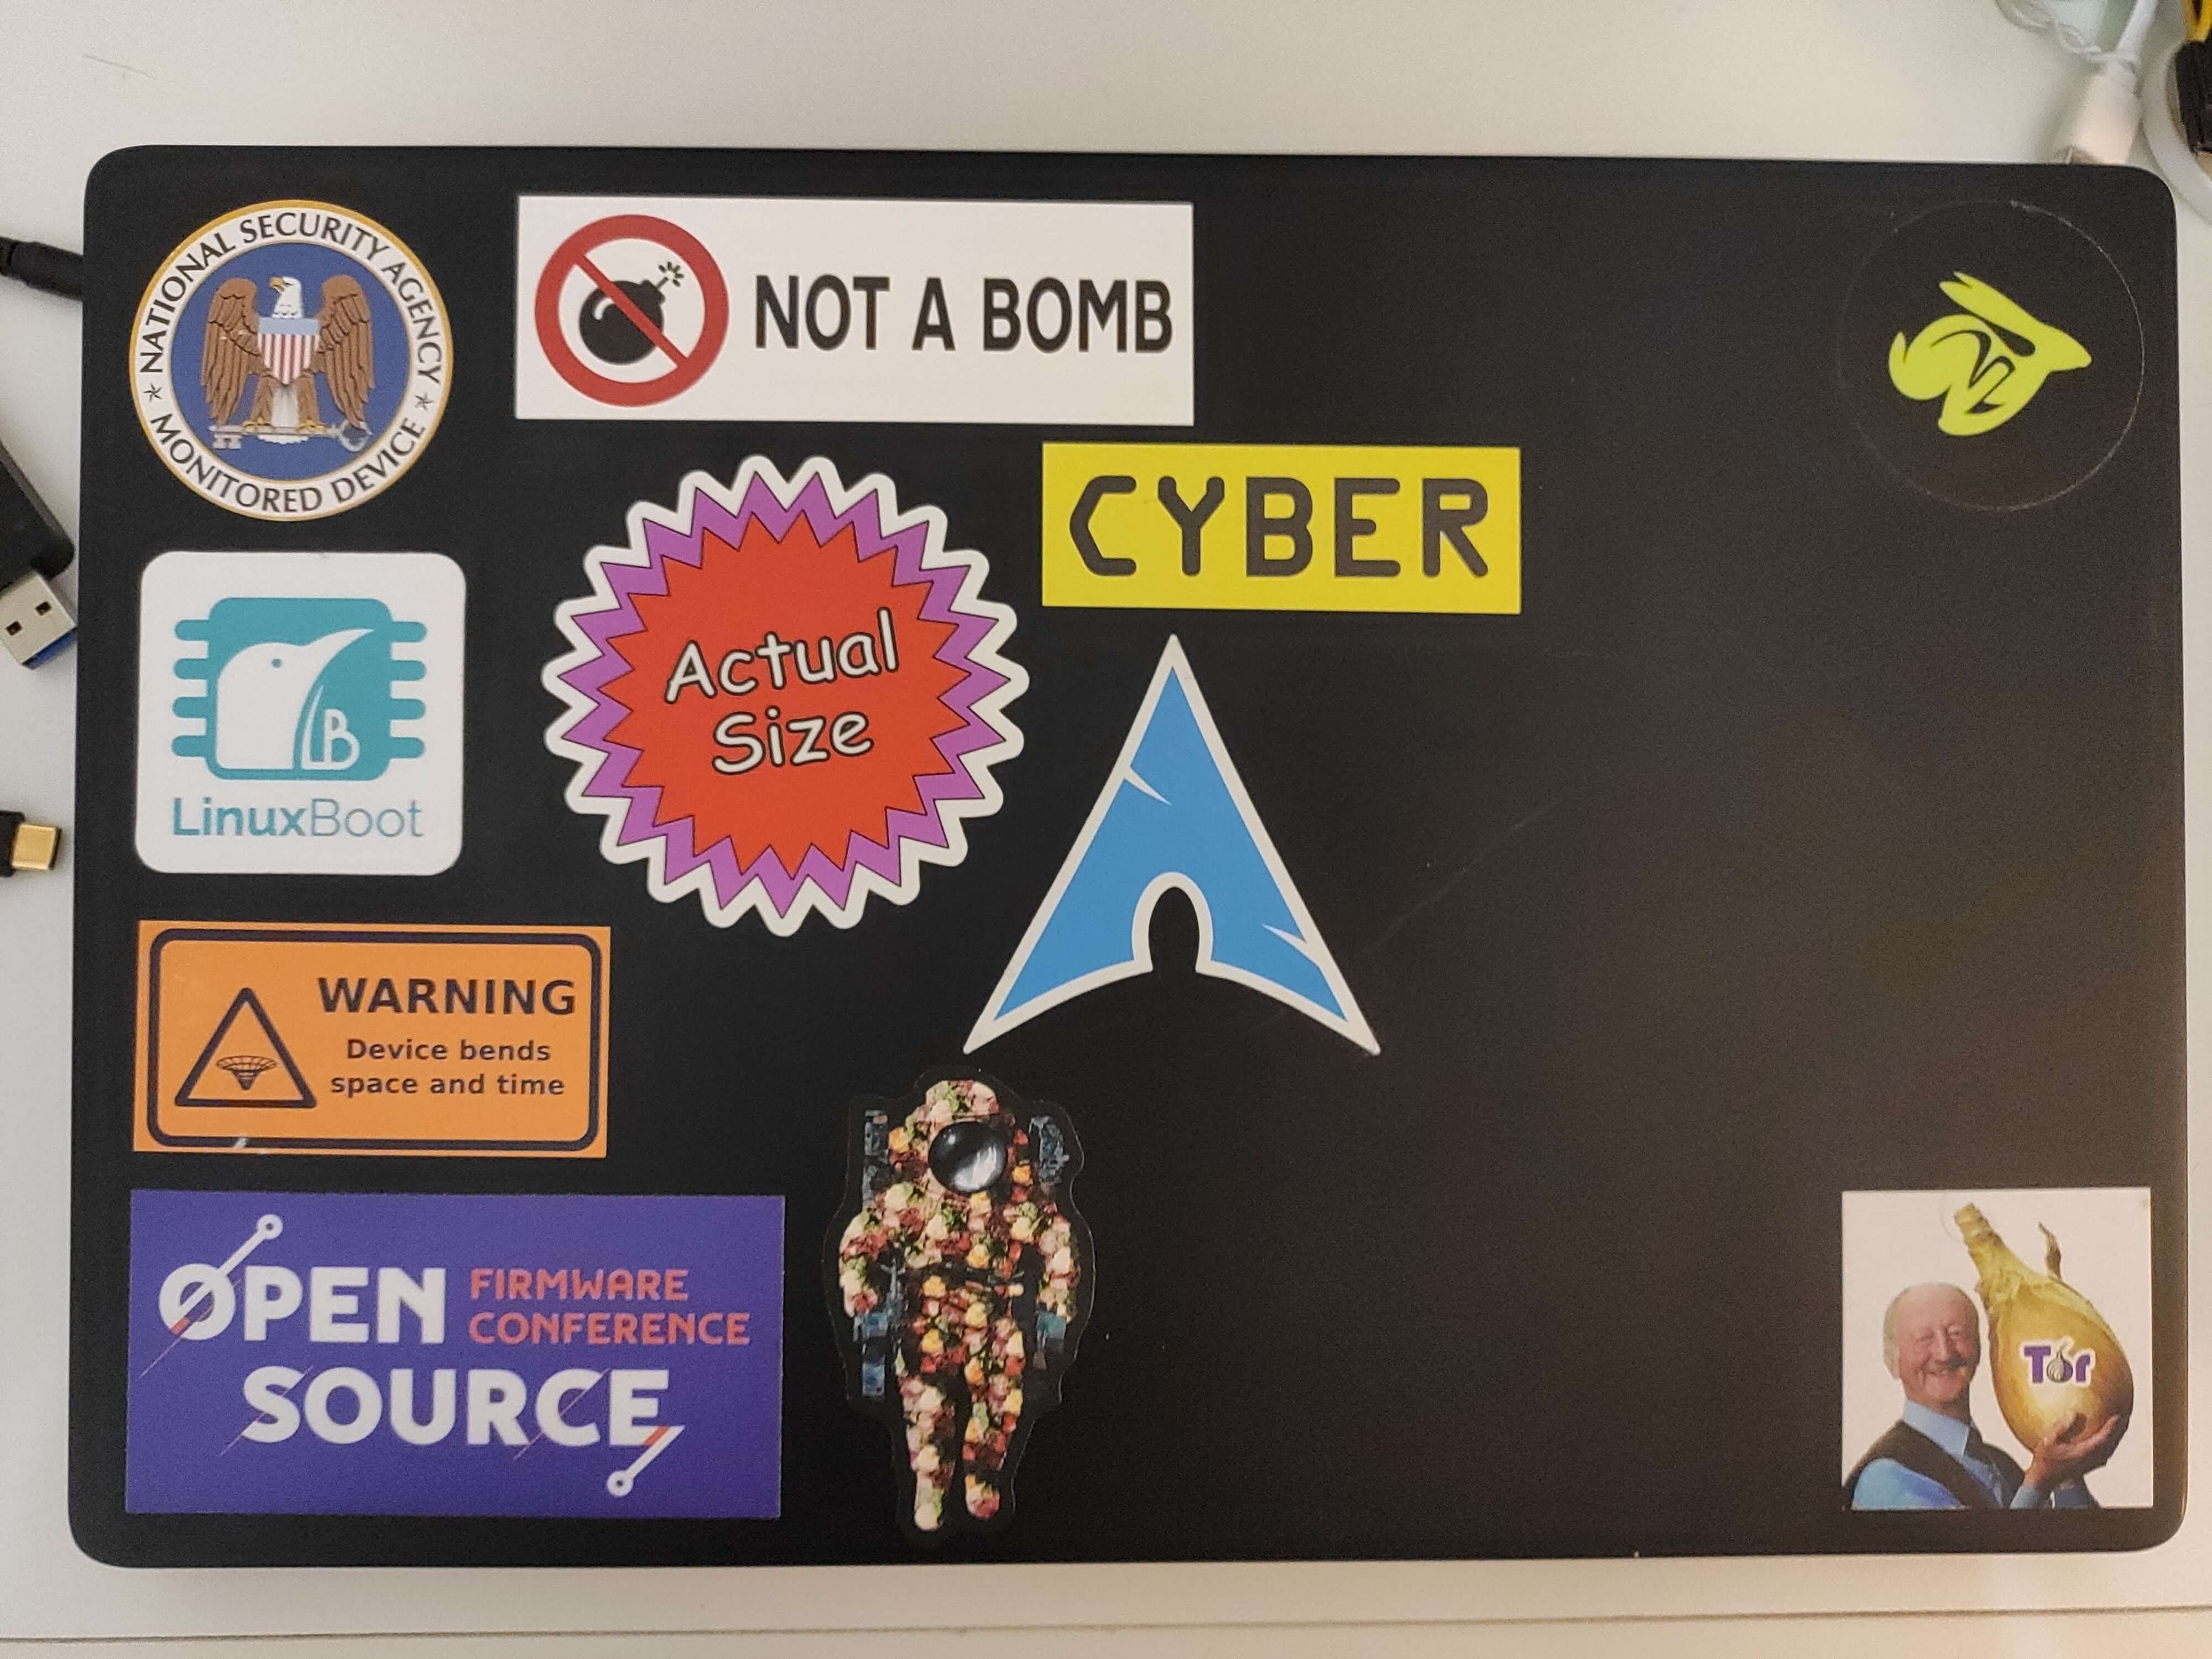 NATIONAL SECURITY AGENCY
MONITORED DEVICE
NOT A BOMB
CYBER
Actual
Size
LB
LinuxBoot
WARNING
Device bends
space and time
OPEN FIRMWARE
CONFERENCE
SOURCE
Tor